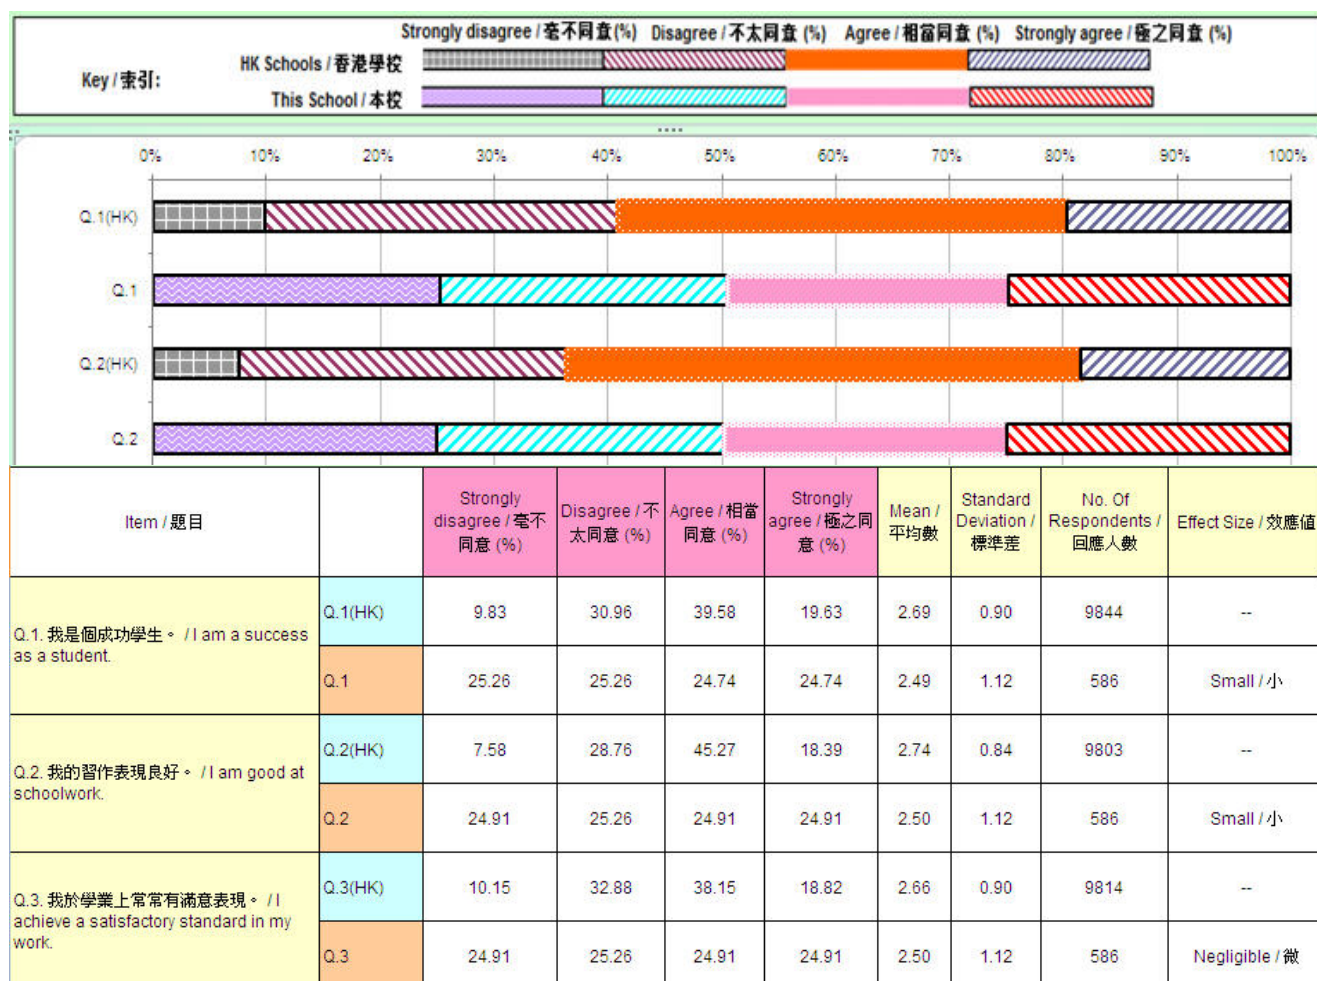 Strongly disagree / 毫不同意(%) Disagree / 不太同意 (%) Agree / 相當同意 (%) Strongly agree / 極之同意 (%)
Key / 索引:
HK Schools / 香港學校
This School / 本校
0% 10% 20% 30% 40% 50% 60% 70% 80% 90% 100%
Q.1(HK)
Q.1
Q.2(HK)
Q.2
Item / 題目
Strongly
disagree / 毫不
同意 (%)
Disagree / 不
太同意 (%)
Agree / 相當
同意 (%)
Strongly
agree / 極之同
意 (%)
Mean /
平均數
Standard
Deviation /
標準差
No. Of
Respondents /
回應人數
Effect Size / 效應值
Q.1. 我是個成功學生。 / I am a success
as a student.
Q.1(HK) 9.83 30.96 39.58 19.63 2.69 0.90 9844 --
Q.1 25.26 25.26 24.74 24.74 2.49 1.12 586 Small / 小
Q.2. 我的習作表現良好。 / I am good at
schoolwork.
Q.2(HK) 7.58 28.76 45.27 18.39 2.74 0.84 9803 --
Q.2 24.91 25.26 24.91 24.91 2.50 1.12 586 Small / 小
Q.3. 我於學業上常常有滿意表現。 / I
achieve a satisfactory standard in my
work.
Q.3(HK) 10.15 32.88 38.15 18.82 2.66 0.90 9814 --
Q.3 24.91 25.26 24.91 24.91 2.50 1.12 586 Negligible / 微